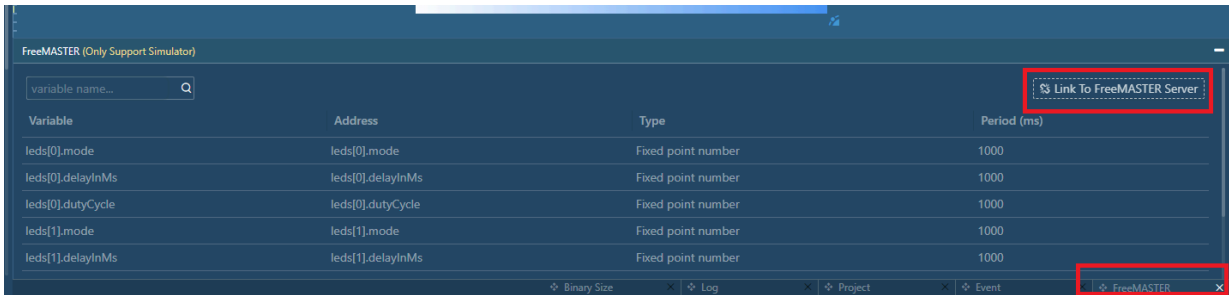 FreeMASTER (Only Support Simulator)
variable name...
Link To FreeMASTER Server
Variable Address Type Period (ms)
leds[0].mode leds[0].mode Fixed point number 1000
leds[0].delayInMs leds[0].delayInMs Fixed point number 1000
leds[0].dutyCycle leds[0].dutyCycle Fixed point number 1000
leds[1].mode leds[1].mode Fixed point number 1000
leds[1].delayInMs leds[1].delayInMs Fixed point number 1000
Binary Size Log Project Event FreeMASTER